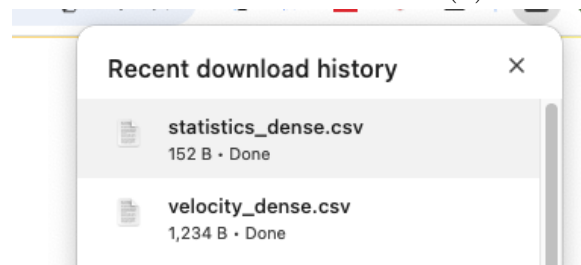 Recent download history
statistics_dense.csv
152 B • Done
velocity_dense.csv
1,234 B • Done